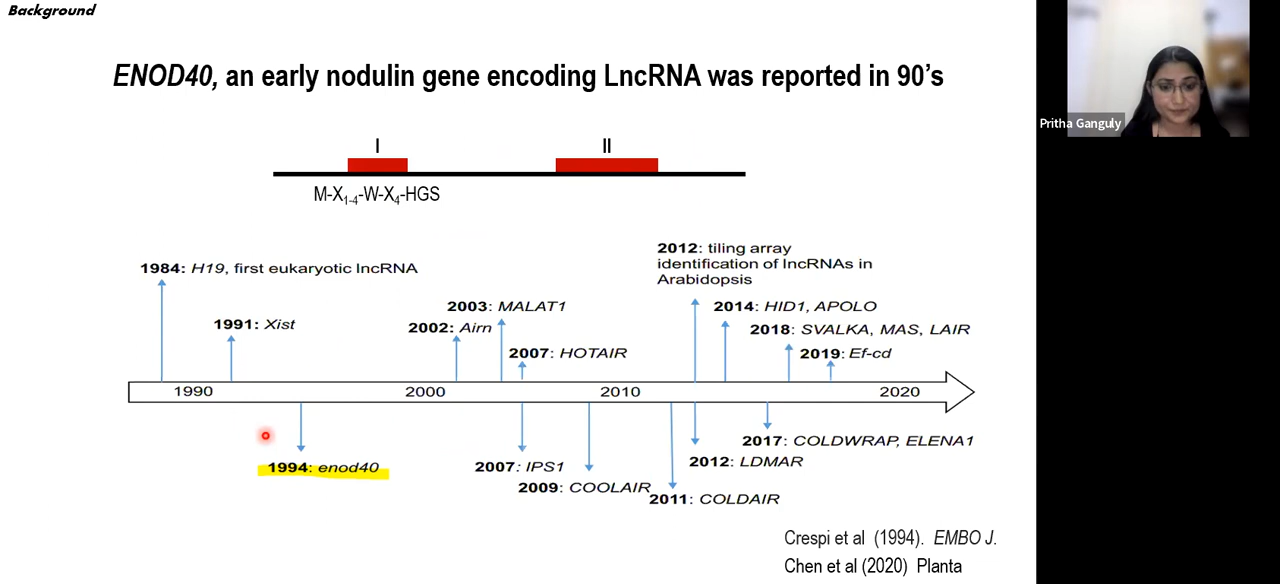 Background
ENOD40, an early nodulin gene encoding LncRNA was reported in 90’s
Pritha Ganguly
I
II
M-X1-4-W-X4-HGS
2012: tiling array
identification of lncRNAs in
Arabidopsis
1984: H19, first eukaryotic lncRNA
2003: MALAT1
2014: HID1, APOLO
1991: Xist
2002: Airn
2018: SVALKA, MAS, LAIR
2007: HOTAIR
2019: Ef-cd
1990
2000
2010
2020
2017: COLDWRAP, ELENA1
1994: enod40
2007: IPS1
2012: LDMAR
2009: COOLAIR
2011: COLDAIR
Crespi et al (1994). EMBO J.
Chen et al (2020) Planta